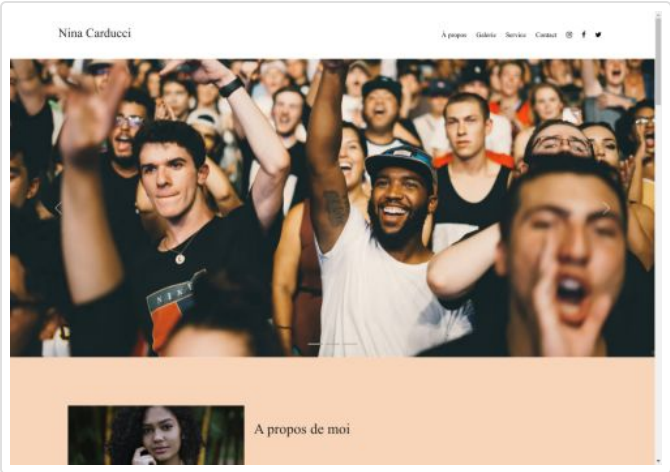 Nina Carducci
À propos Galerie Service Contact
A propos de moi